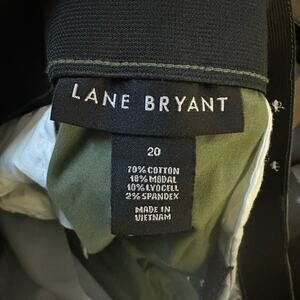 LANE BRYANT
20
70% COTTON
18% MODAL
10% LYOCELL
2% SPANDEX
MADE IN
VIETNAM